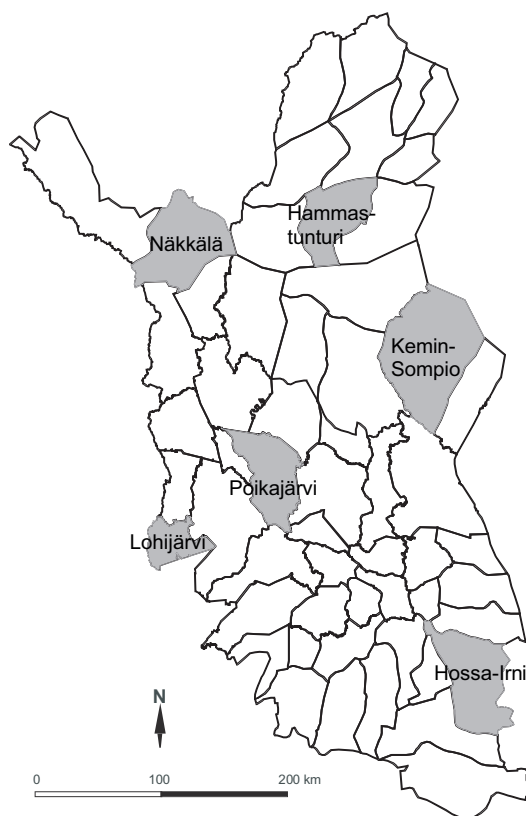 Näkkälä
Hammas-
tunturi
Kemin-
Sompio
Poikajärvi
Lohijärvi
Hossa-Irni
N
0 100 200 km